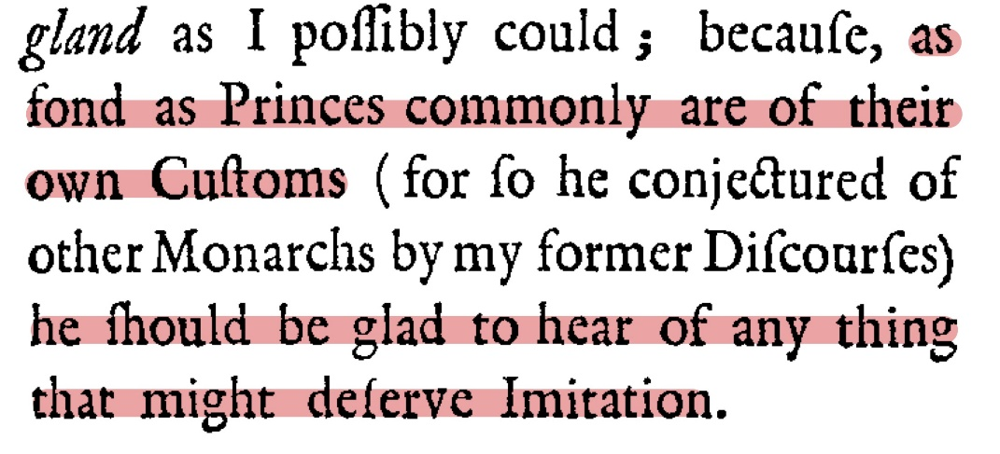 gland as I poſſibly could ; becauſe, as
fond as Princes commonly are of their
own Cuſtoms ( for ſo he conjectured of
other Monarchs by my former Diſcourſes)
he ſhould be glad to hear of any thing
that might deſerve Imitation.